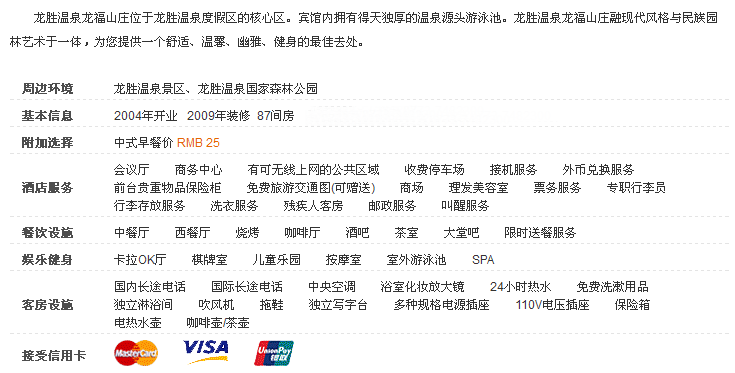 龙胜温泉龙福山庄位于龙胜温泉度假区的核心区。宾馆内拥有得天独厚的温泉源头游泳池。龙胜温泉龙福山庄融现代风格与民族园
林艺术于一体，为您提供一个舒适、温馨、幽雅、健身的最佳去处。
周边环境 龙胜温泉景区、龙胜温泉国家森林公园
基本信息 2004年开业 2009年装修 87间房
附加选择 中式早餐价 RMB 25
会议厅 商务中心 有可无线上网的公共区域 收费停车场 接机服务 外币兑换服务
酒店服务 前台贵重物品保险柜 免费旅游交通图(可赠送) 商场 理发美容室 票务服务 专职行李员
行李存放服务 洗衣服务 残疾人客房 邮政服务 叫醒服务
餐饮设施 中餐厅 西餐厅 烧烤 咖啡厅 酒吧 茶室 大堂吧 限时送餐服务
娱乐健身 卡拉OK厅 棋牌室 儿童乐园 按摩室 室外游泳池 SPA
国内长途电话 国际长途电话 中央空调 浴室化妆放大镜 24小时热水 免费洗漱用品
客房设施 独立淋浴间 吹风机 拖鞋 独立写字台 多种规格电源插座 110V电压插座 保险箱
电热水壶 咖啡壶/茶壶
接受信用卡 MasterCard VISA UnionPay 银联